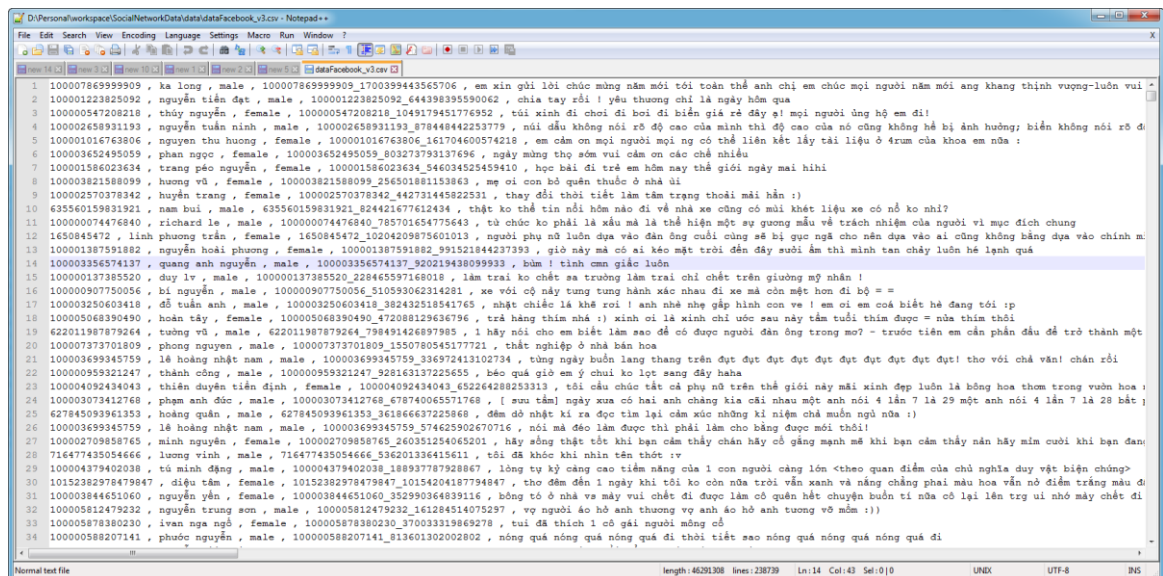 D:\Personal\workspace\SocialNetworkData\data\dataFacebook_v3.csv - Notepad++
File Edit Search View Encoding Language Settings Macro Run Window ?
X
new 14 new 3 new 10 new 1 new 2 new 5 dataFacebook_v3.csv
1 100007869999909 , ka long , male , 100007869999909_1700399443565706 , em xin gửi lời chúc mừng năm mới tới toàn thể anh chị em chúc mọi người năm mới an khang thịnh vượng-luôn vui
2 100001223825092 , nguyễn tiến đạt , male , 100001223825092_644398395590062 , chia tay rồi ! yêu thương chỉ là ngày hôm qua
3 100000547208218 , thúy nguyễn , female , 100000547208218_1049179451776952 , túi xinh đi chơi đi bơi đi biển giá rẻ đây ạ! mọi người ủng hộ em đi!
4 100002658931193 , nguyễn tuấn ninh , male , 100002658931193_878448442253779 , núi dẫu không nói rõ độ cao của mình thì độ cao của nó cũng không hề bị ảnh hưởng; biển không nói rõ
5 100001016763806 , nguyen thu huong , female , 100001016763806_161704600574218 , em cảm ơn mọi người mọi ng có thể liên kết lấy tài liệu ở 4rum của khoa em nữa :
6 100003652495059 , phan ngọc , female , 100003652495059_803273793137696 , ngày mừng thọ sớm vui cảm ơn các chế nhiều
7 100001586023634 , trang péo nguyễn , female , 100001586023634_546034525459410 , học bài đi trẻ em hôm nay thế giới ngày mai hihi
8 100003821588099 , hương vũ , female , 100003821588099_256501881153863 , mẹ ơi con bỏ quên thuốc ở nhà ùi
9 100002570378342 , huyền trang , female , 100002570378342_442731445822531 , thay đổi thời tiết làm tâm trạng thoải mái hẳn :)
10 635560159831921 , nam bui , male , 635560159831921_824421677612434 , thật ko thể tin nổi hôm nào đi về nhà xe cũng có mùi khét liệu xe có nổ ko nhỉ?
11 100000074476840 , richard le , male , 100000074476840_785701654775643 , từ chức ko phải là xấu mà là thể hiện một sự gương mẫu về trách nhiệm của người vì mục đích chung
12 1650845472 , linh phương trần , female , 1650845472_10204209875601013 , người phụ nữ luôn dựa vào đàn ông cuối cùng sẽ bị gục ngã cho nên dựa vào ai cũng không bằng dựa vào chính
13 100001387591882 , nguyễn hoài phương , female , 100001387591882_991521844237393 , giờ này mà có ai kéo mặt trời đến đây sưởi ấm thì mình tan chảy luôn hé lạnh quá
14 100003356574137 , quang anh nguyễn , male , 100003356574137_920219438099933 , bùm ! tỉnh cmn giấc luôn
15 100000137385520 , duy lv , male , 100000137385520_228465597168018 , làm trai ko chết sa trường làm trai chỉ chết trên giường mỹ nhân !
16 100000907750056 , bi nguyễn , male , 100000907750056_510593062314281 , xe với cộ này tung tung hành xác nhau đi xe mà còn mệt hơn đi bộ = =
17 100003250603418 , đỗ tuấn anh , male , 100003250603418_382432518541765 , nhặt chiếc lá khẽ rơi ! anh nhè nhẹ gấp hình con ve ! em ơi em coá biết hè đang tới :p
18 100005068390490 , hoàn tây , female , 100005068390490_472088129636796 , trả hàng thím nhá :) xinh ơi là xinh chỉ ước sau này tấm tuổi thím được = nửa thím thôi
19 622011987879264 , tường vũ , male , 622011987879264_798491426897985 , 1 hãy nói cho em biết làm sao để có được người đàn ông trong mơ? - trước tiên em cần phấn đấu để trở thành một
20 100007373701809 , phong nguyen , male , 100007373701809_1550780545177721 , thất nghiệp ở nhà bán hoa
21 100003699345759 , lê hoàng nhật nam , male , 100003699345759_336972413102734 , từng ngày buồn lang thang trên đụt đụt đụt đụt đụt đụt đụt đụt đụt đụt! thơ với chả văn! chán rồi
22 100000959321247 , thành công , male , 100000959321247_928163137225655 , béo quá giờ em ý chui ko lọt sang đây haha
23 100004092434043 , thiên duyên tiền định , female , 100004092434043_652264288253313 , tôi cầu chúc tất cả phụ nữ trên thế giới này mãi xinh đẹp luôn là bông hoa thơm trong vườn hoa
24 100003073412768 , phạm anh đức , male , 100003073412768_678740065571768 , [ sưu tầm] ngày xưa có hai anh chàng kia cãi nhau một anh nói 4 lần 7 là 29 một anh nói 4 lần 7 là 28 bất
25 627845093961353 , hoàng quân , male , 627845093961353_361866637225868 , đêm dở nhật kí ra đọc tìm lại cảm xúc những kỉ niệm chả muốn ngủ nữa :)
26 100003699345759 , lê hoàng nhật nam , male , 100003699345759_574625902670716 , nói mà đéo làm được thì phải làm cho bằng được mới thôi!
27 100002709858765 , minh nguyên , female , 100002709858765_260351254065201 , hãy sống thật tốt khi bạn cảm thấy chán hãy cố gắng mạnh mẽ khi bạn cảm thấy nản hãy mỉm cười khi bạn
28 716477435054666 , lương vinh , male , 716477435054666_536201336415611 , tôi đã khóc khi nhìn tên thớt :v
29 100004379402038 , tú minh đặng , male , 100004379402038_188937787928867 , lòng tự kỷ càng cao tiềm năng của 1 con người càng lớn <theo quan điểm của chủ nghĩa duy vật biện chứng>
30 10152382978479847 , diệu tâm , female , 10152382978479847_10154204187794847 , thơ đêm đến 1 ngày khi tôi ko còn nữa trời vẫn xanh và nắng chẳng phai màu hoa vẫn nở điểm trắng màu
31 100003844651060 , nguyễn yến , female , 100003844651060_352990364839116 , bông tó ở nhà vs máy vui chết đi được làm cô quên hết chuyện buồn tí nữa cô lại lên trg ui nhớ máy chết đi
32 100005812479232 , nguyễn trung sơn , male , 100005812479232_161284514075297 , vợ người áo hở anh thương vợ anh áo hở anh tương vỡ mồm :))
33 100005878380230 , ivan nga ngố , female , 100005878380230_370033319869278 , tui đã thích 1 cô gái người mông cổ
34 100000588207141 , phước nguyễn , male , 100000588207141_813601302002802 , nóng quá nóng quá nóng quá đi thời tiết sao nóng quá nóng quá nóng quá đi
Normal text file length : 46291308 lines : 238739 Ln : 14 Col : 43 Sel : 0 | 0 UNIX UTF-8 INS